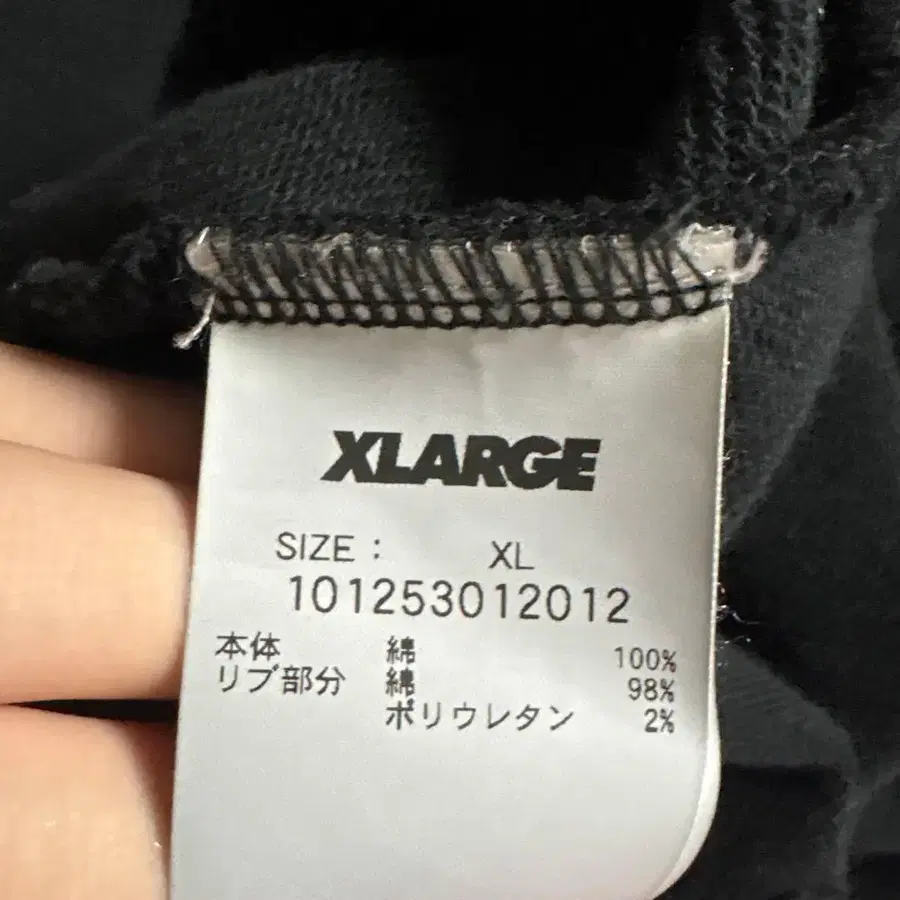 XLARGE
SIZE : XL
101253012012
本体 綿 100%
リブ部分 綿 98%
ポリウレタン 2%